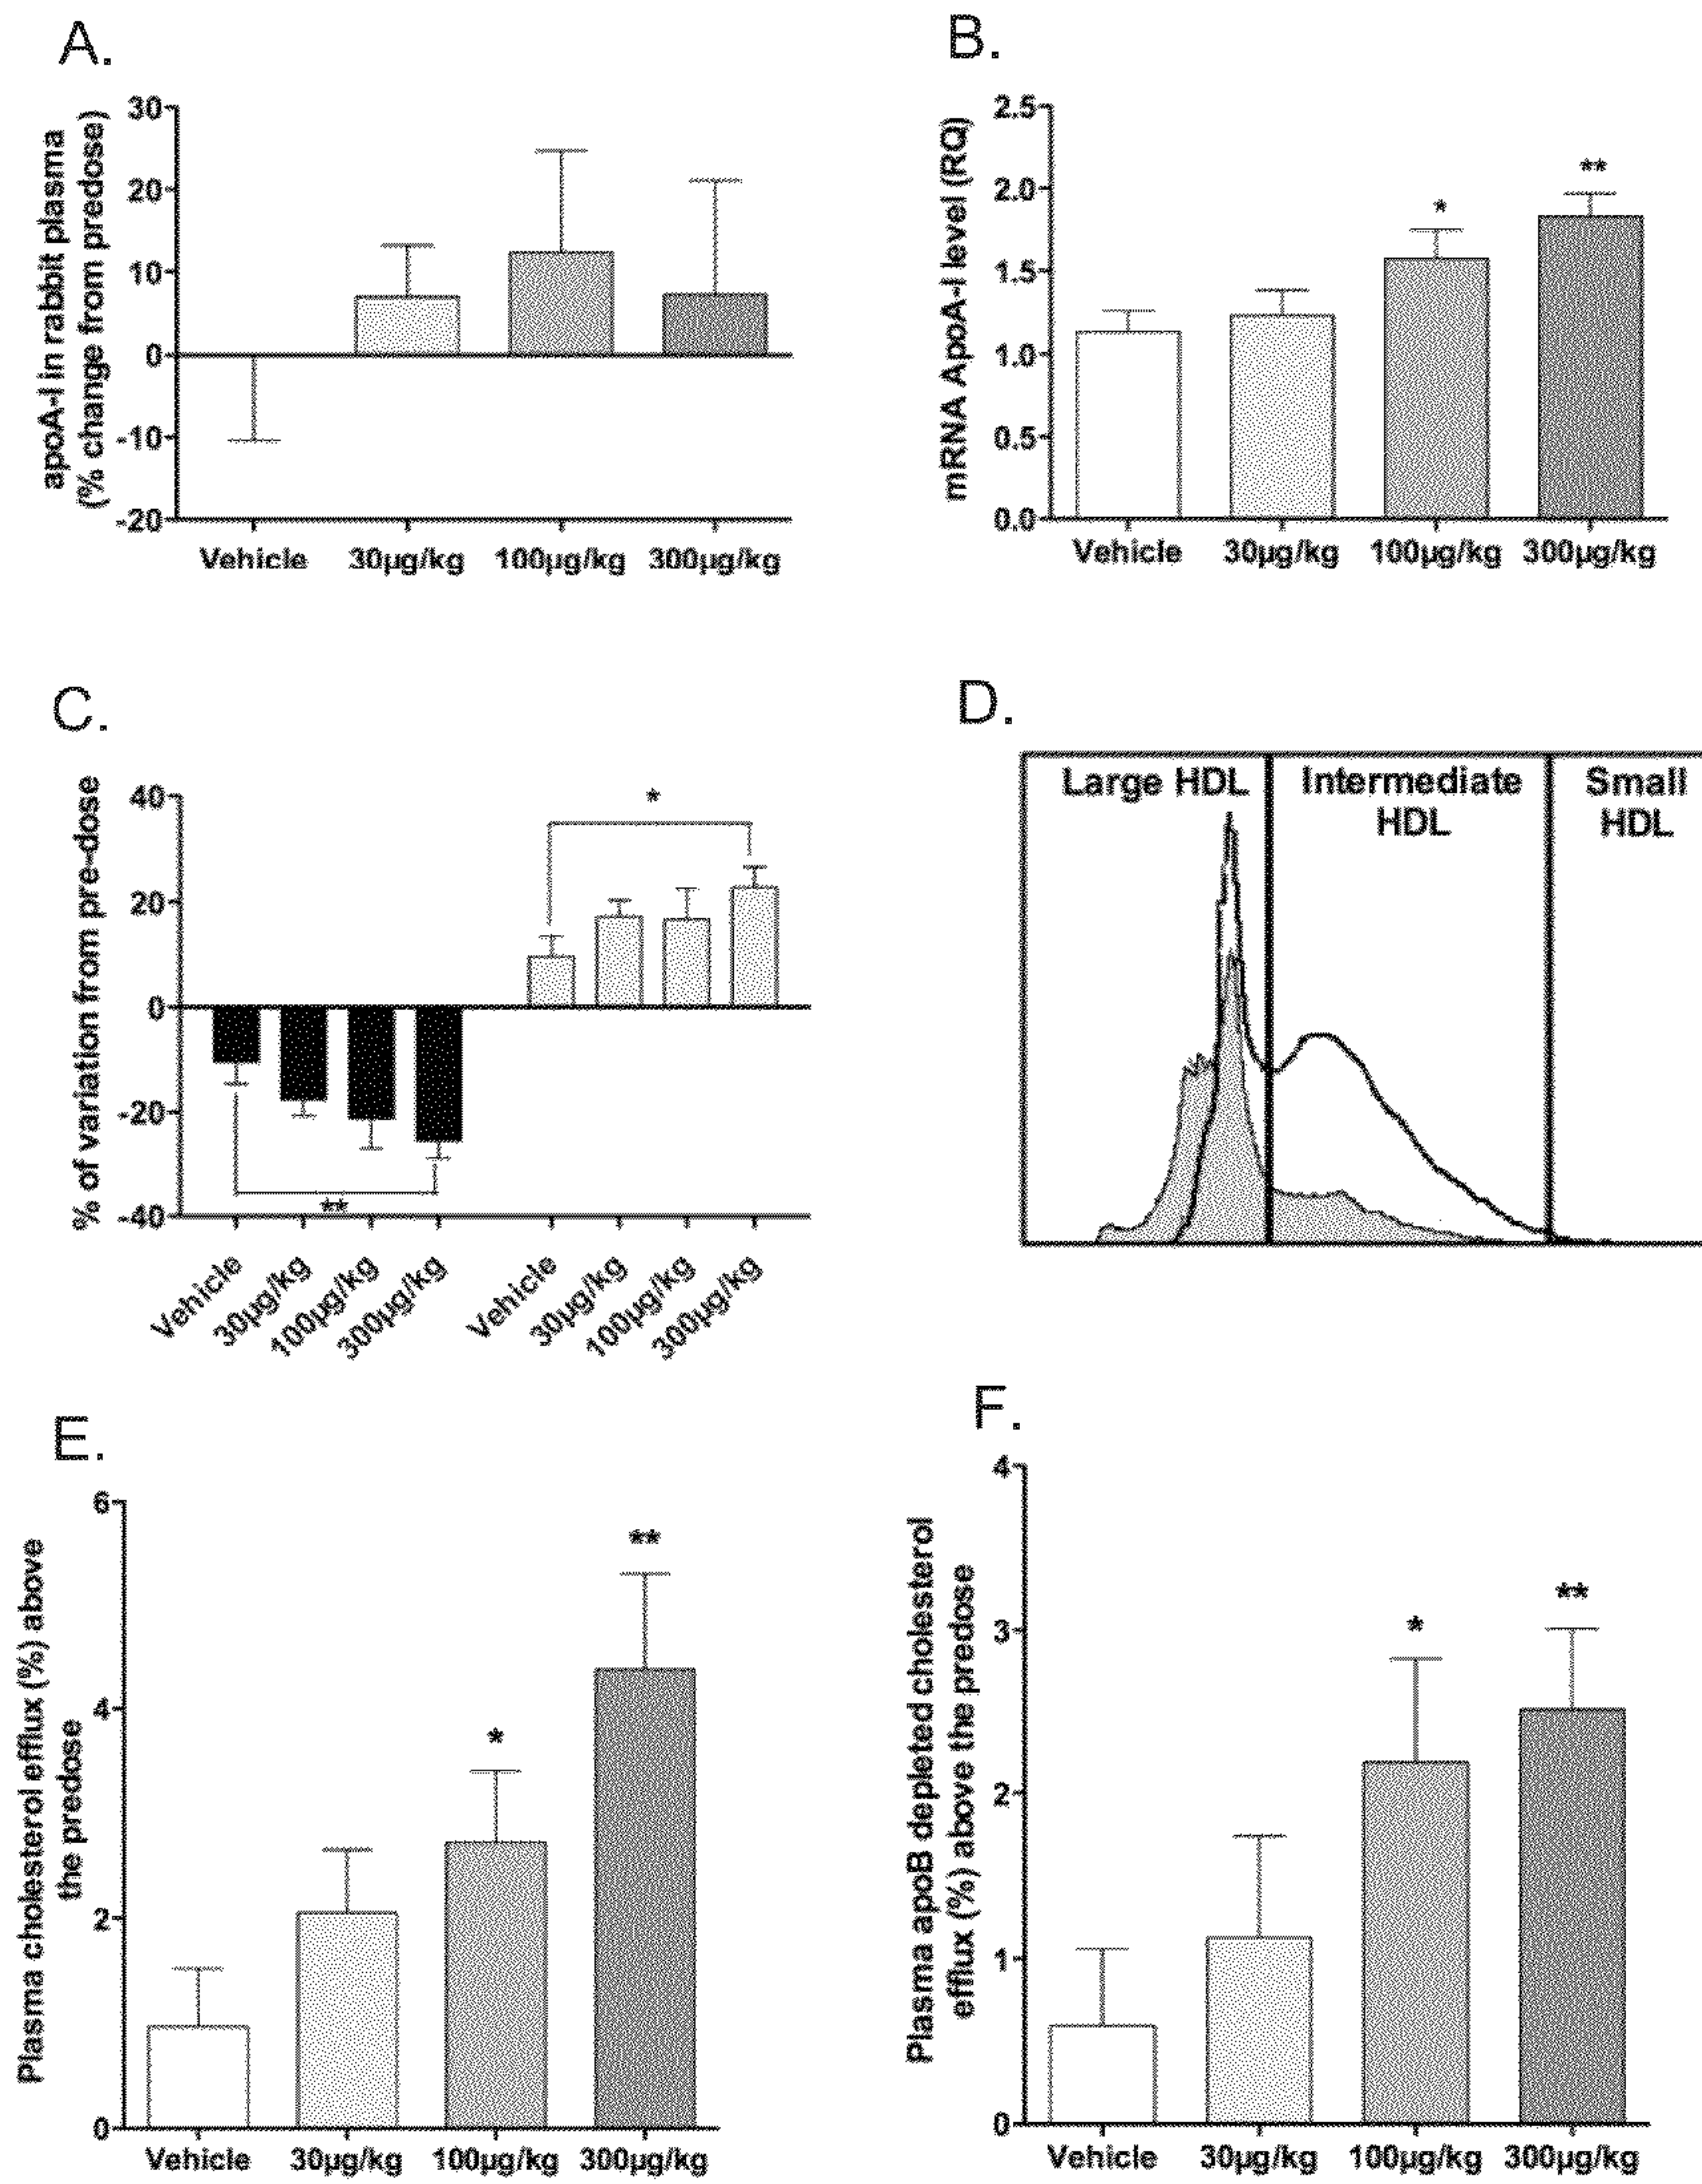 A.
apoA-I in rabbit plasma
(% change from predose)
30
20
10
0
-10
-20
Vehicle 30µg/kg 100µg/kg 300µg/kg
B.
mRNA ApoA-I level (RQ)
2.5
2.0
1.5
1.0
0.5
0.0
*
**
Vehicle 30µg/kg 100µg/kg 300µg/kg
C.
% of variation from pre-dose
40
20
0
-20
-40
*
**
Vehicle 30µg/kg 100µg/kg 300µg/kg Vehicle 30µg/kg 100µg/kg 300µg/kg
D.
Large HDL
Intermediate
HDL
Small
HDL
E.
Plasma cholesterol efflux (%) above
the predose
6
4
2
0
*
**
Vehicle 30µg/kg 100µg/kg 300µg/kg
F.
Plasma apoB depleted cholesterol
efflux (%) above the predose
4
3
2
1
0
*
**
Vehicle 30µg/kg 100µg/kg 300µg/kg